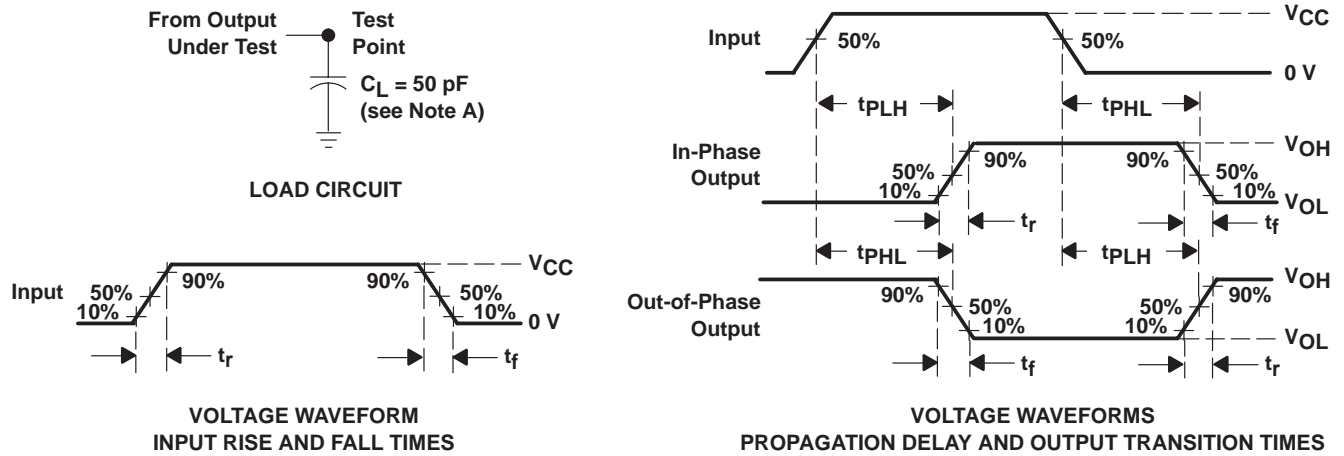 From Output
Under Test
Test
Point
CL = 50 pF
(see Note A)
LOAD CIRCUIT
Input
50%
10%
90%
90%
50%
10%
VCC
0 V
tr
tf
VOLTAGE WAVEFORM
INPUT RISE AND FALL TIMES
Input
50%
50%
VCC
0 V
tPLH
tPHL
In-Phase
Output
50%
10%
90%
90%
50%
10%
VOH
VOL
tr
tf
tPHL
tPLH
Out-of-Phase
Output
90%
50%
10%
50%
10%
90%
VOH
VOL
tf
tr
VOLTAGE WAVEFORMS
PROPAGATION DELAY AND OUTPUT TRANSITION TIMES